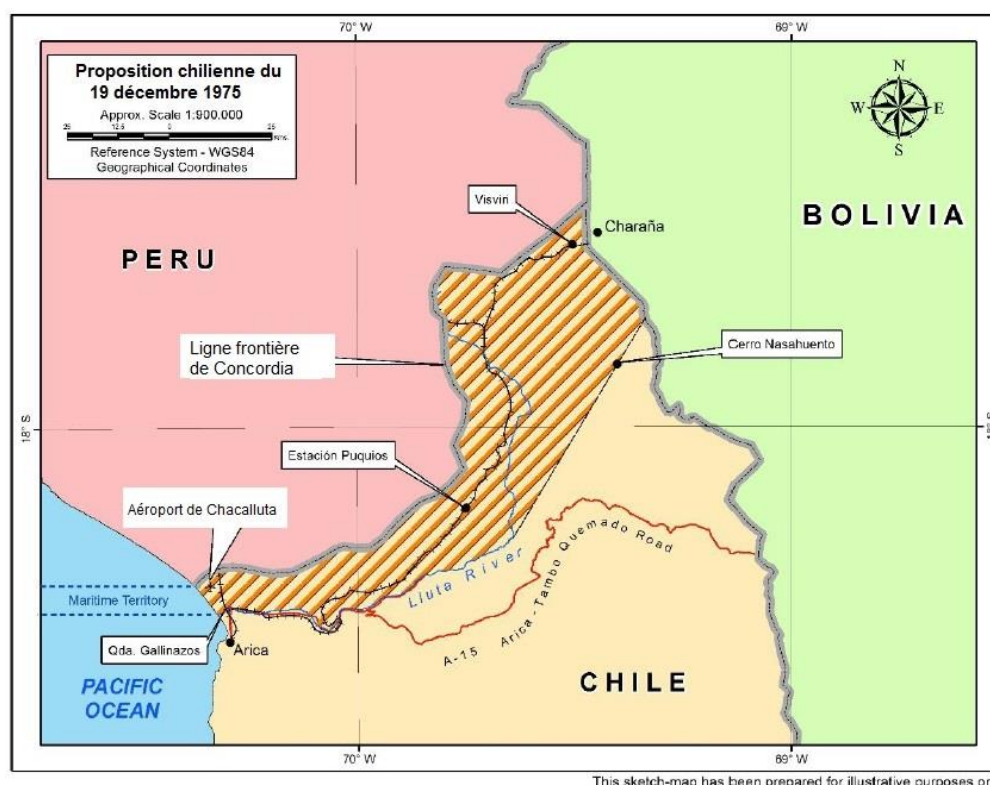 70° W
69° W
Proposition chilienne du
19 décembre 1975
Approx. Scale 1:900.000
25 12.5 0 25
Kms.
Reference System - WGS84
Geographical Coordinates
N
W E
S
Visviri
Charaña
BOLIVIA
PERU
Ligne frontière
de Concordia
Cerro Nasahuento
18° S
Estación Puquios
Aéroport de Chacalluta
Lluta River
A-15 Arica-Tambo Quemado Road
Maritime Territory
Qda. Gallinazos
Arica
PACIFIC
OCEAN
CHILE
70° W
69° W
This sketch-map has been prepared for illustrative purposes